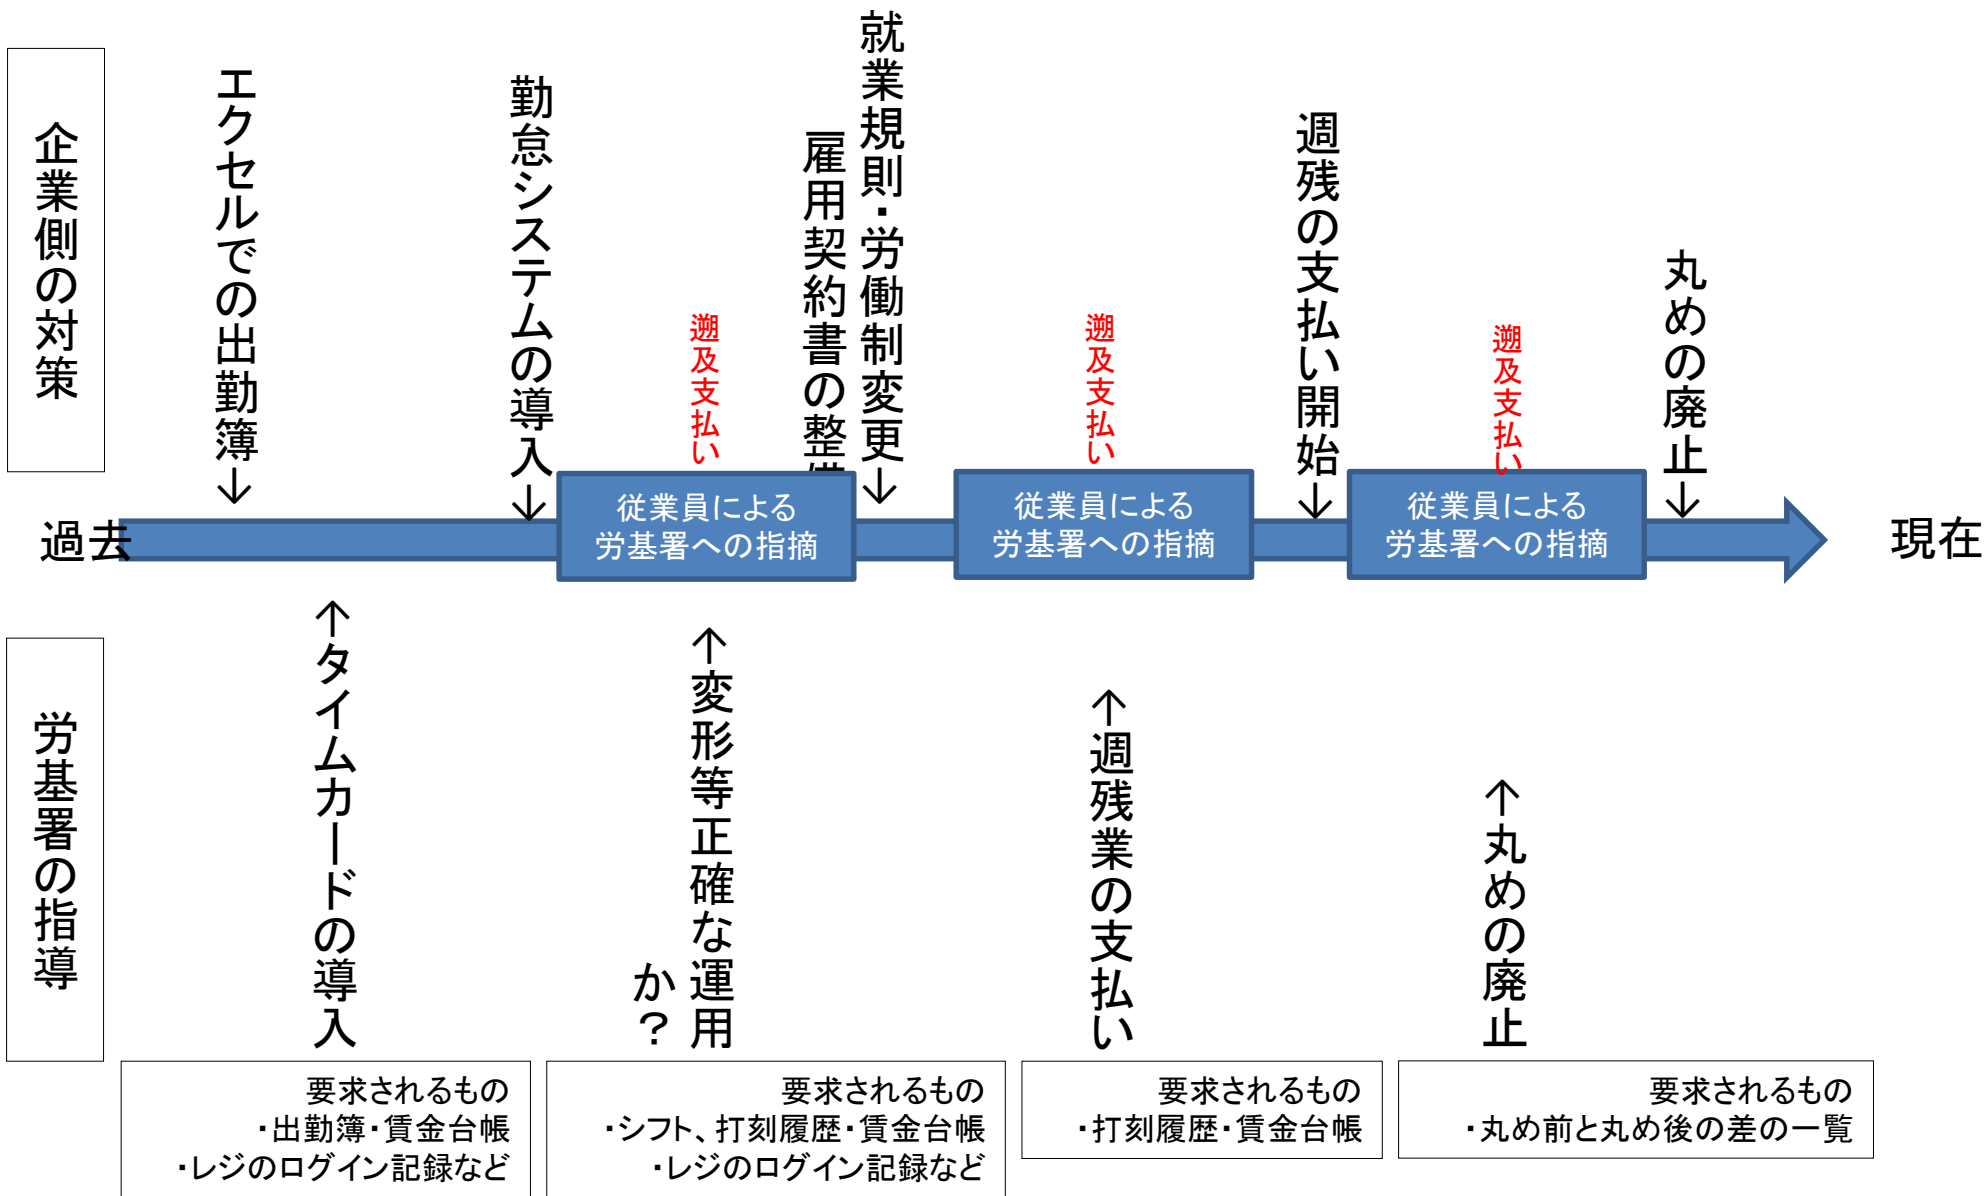 企業側の対策
エクセルでの出勤簿→
勤怠システムの導入→
遡及支払い
就業規則・労働制変更→
雇用契約書の整備
遡及支払い
週残の支払い開始→
遡及支払い
丸めの廃止→
過去
従業員による
労基署への指摘
従業員による
労基署への指摘
従業員による
労基署への指摘
現在
労基署の指導
←タイムカードの導入
←変形等正確な運用
か？
←週残業の支払い
←丸めの廃止
要求されるもの
・出勤簿・賃金台帳
・レジのログイン記録など
要求されるもの
・シフト、打刻履歴・賃金台帳
・レジのログイン記録など
要求されるもの
・打刻履歴・賃金台帳
要求されるもの
・丸め前と丸め後の差の一覧